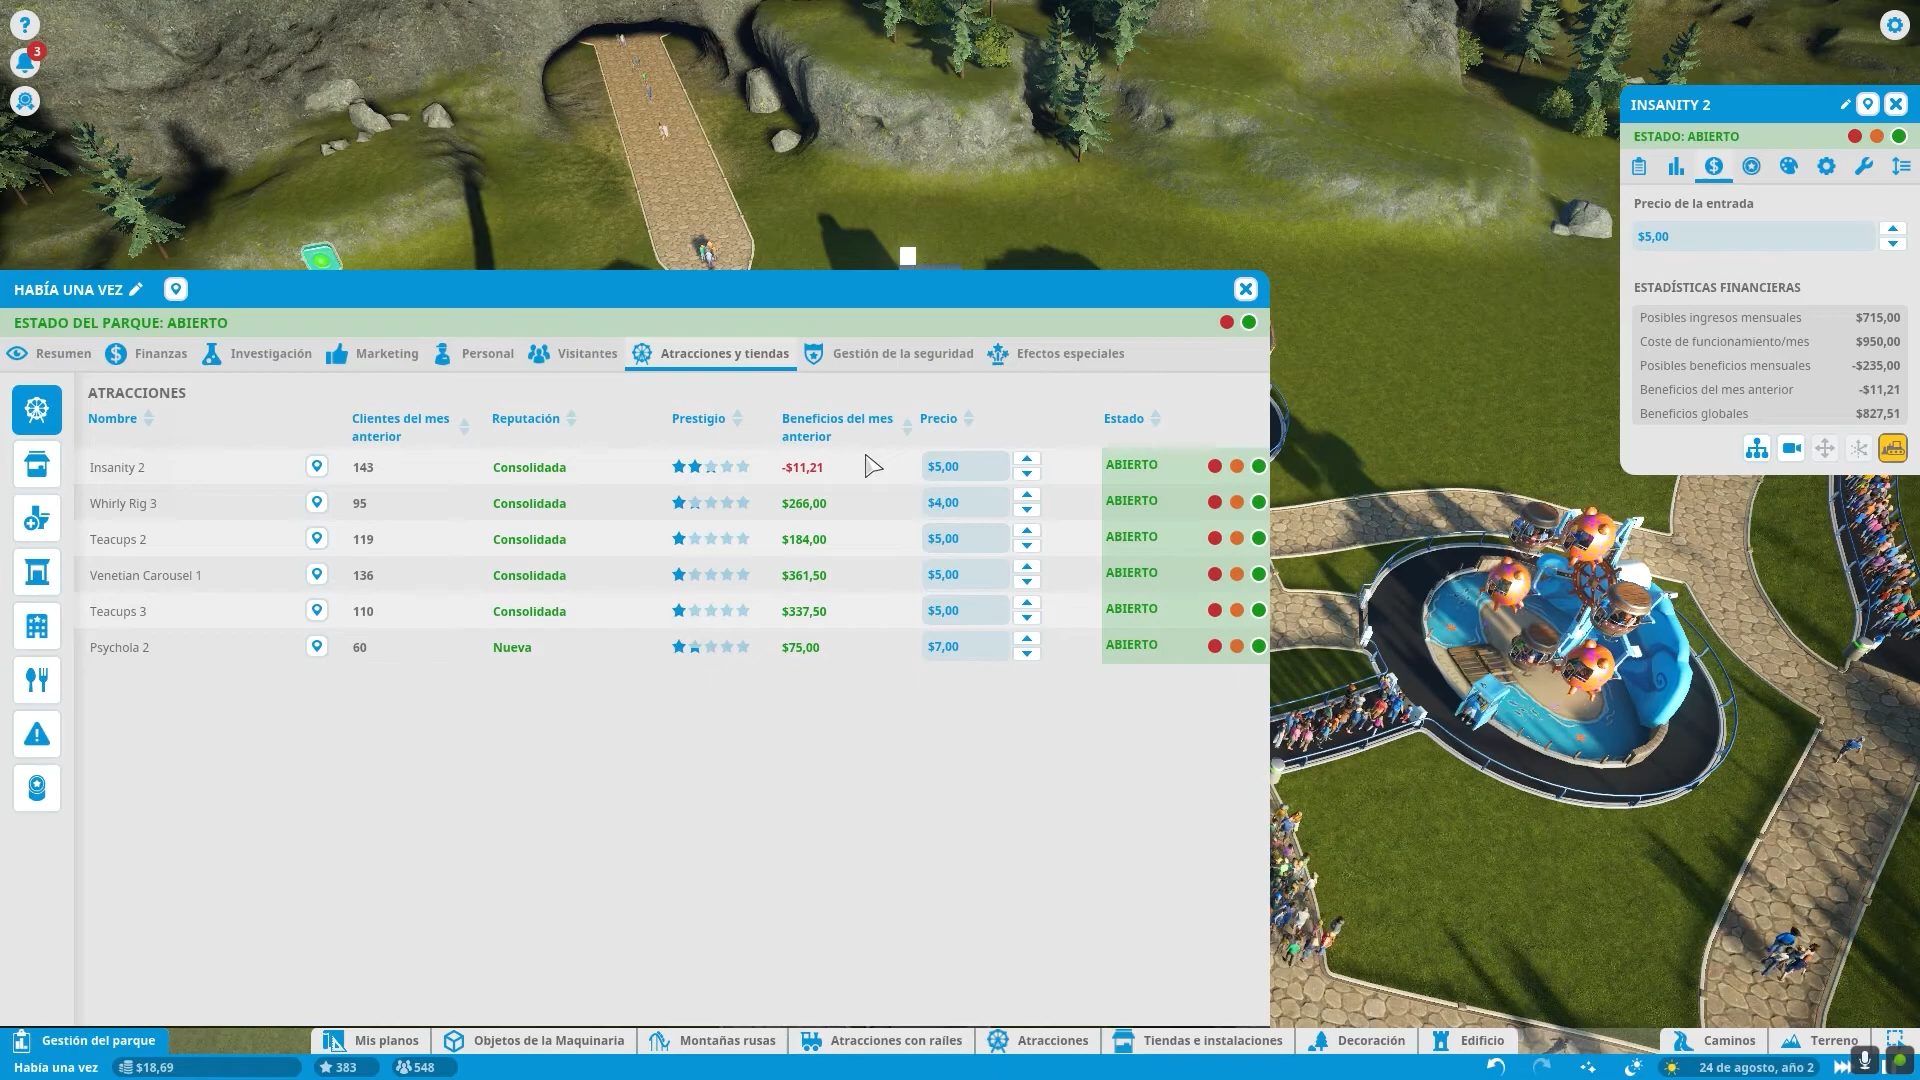 3
INSANITY 2
ESTADO: ABIERTO
Precio de la entrada
$5,00
ESTADÍSTICAS FINANCIERAS
Posibles ingresos mensuales $715,00
Coste de funcionamiento/mes $950,00
Posibles beneficios mensuales -$235,00
Beneficios del mes anterior -$11,21
Beneficios globales $827,51
HABÍA UNA VEZ
ESTADO DEL PARQUE: ABIERTO
Resumen Finanzas Investigación Marketing Personal Visitantes Atracciones y tiendas Gestión de la seguridad Efectos especiales
ATRACCIONES
Nombre Clientes del mes anterior Reputación Prestigio Beneficios del mes anterior Precio Estado
Insanity 2 143 Consolidada -$11,21 $5,00 ABIERTO
Whirly Rig 3 95 Consolidada $266,00 $4,00 ABIERTO
Teacups 2 119 Consolidada $184,00 $5,00 ABIERTO
Venetian Carousel 1 136 Consolidada $361,50 $5,00 ABIERTO
Teacups 3 110 Consolidada $337,50 $5,00 ABIERTO
Psychola 2 60 Nueva $75,00 $7,00 ABIERTO
Gestión del parque Mis planos Objetos de la Maquinaria Montañas rusas Atracciones con raíles Atracciones Tiendas e instalaciones Decoración Edificio Caminos Terreno
Había una vez $18,69 383 548 24 de agosto, año 2